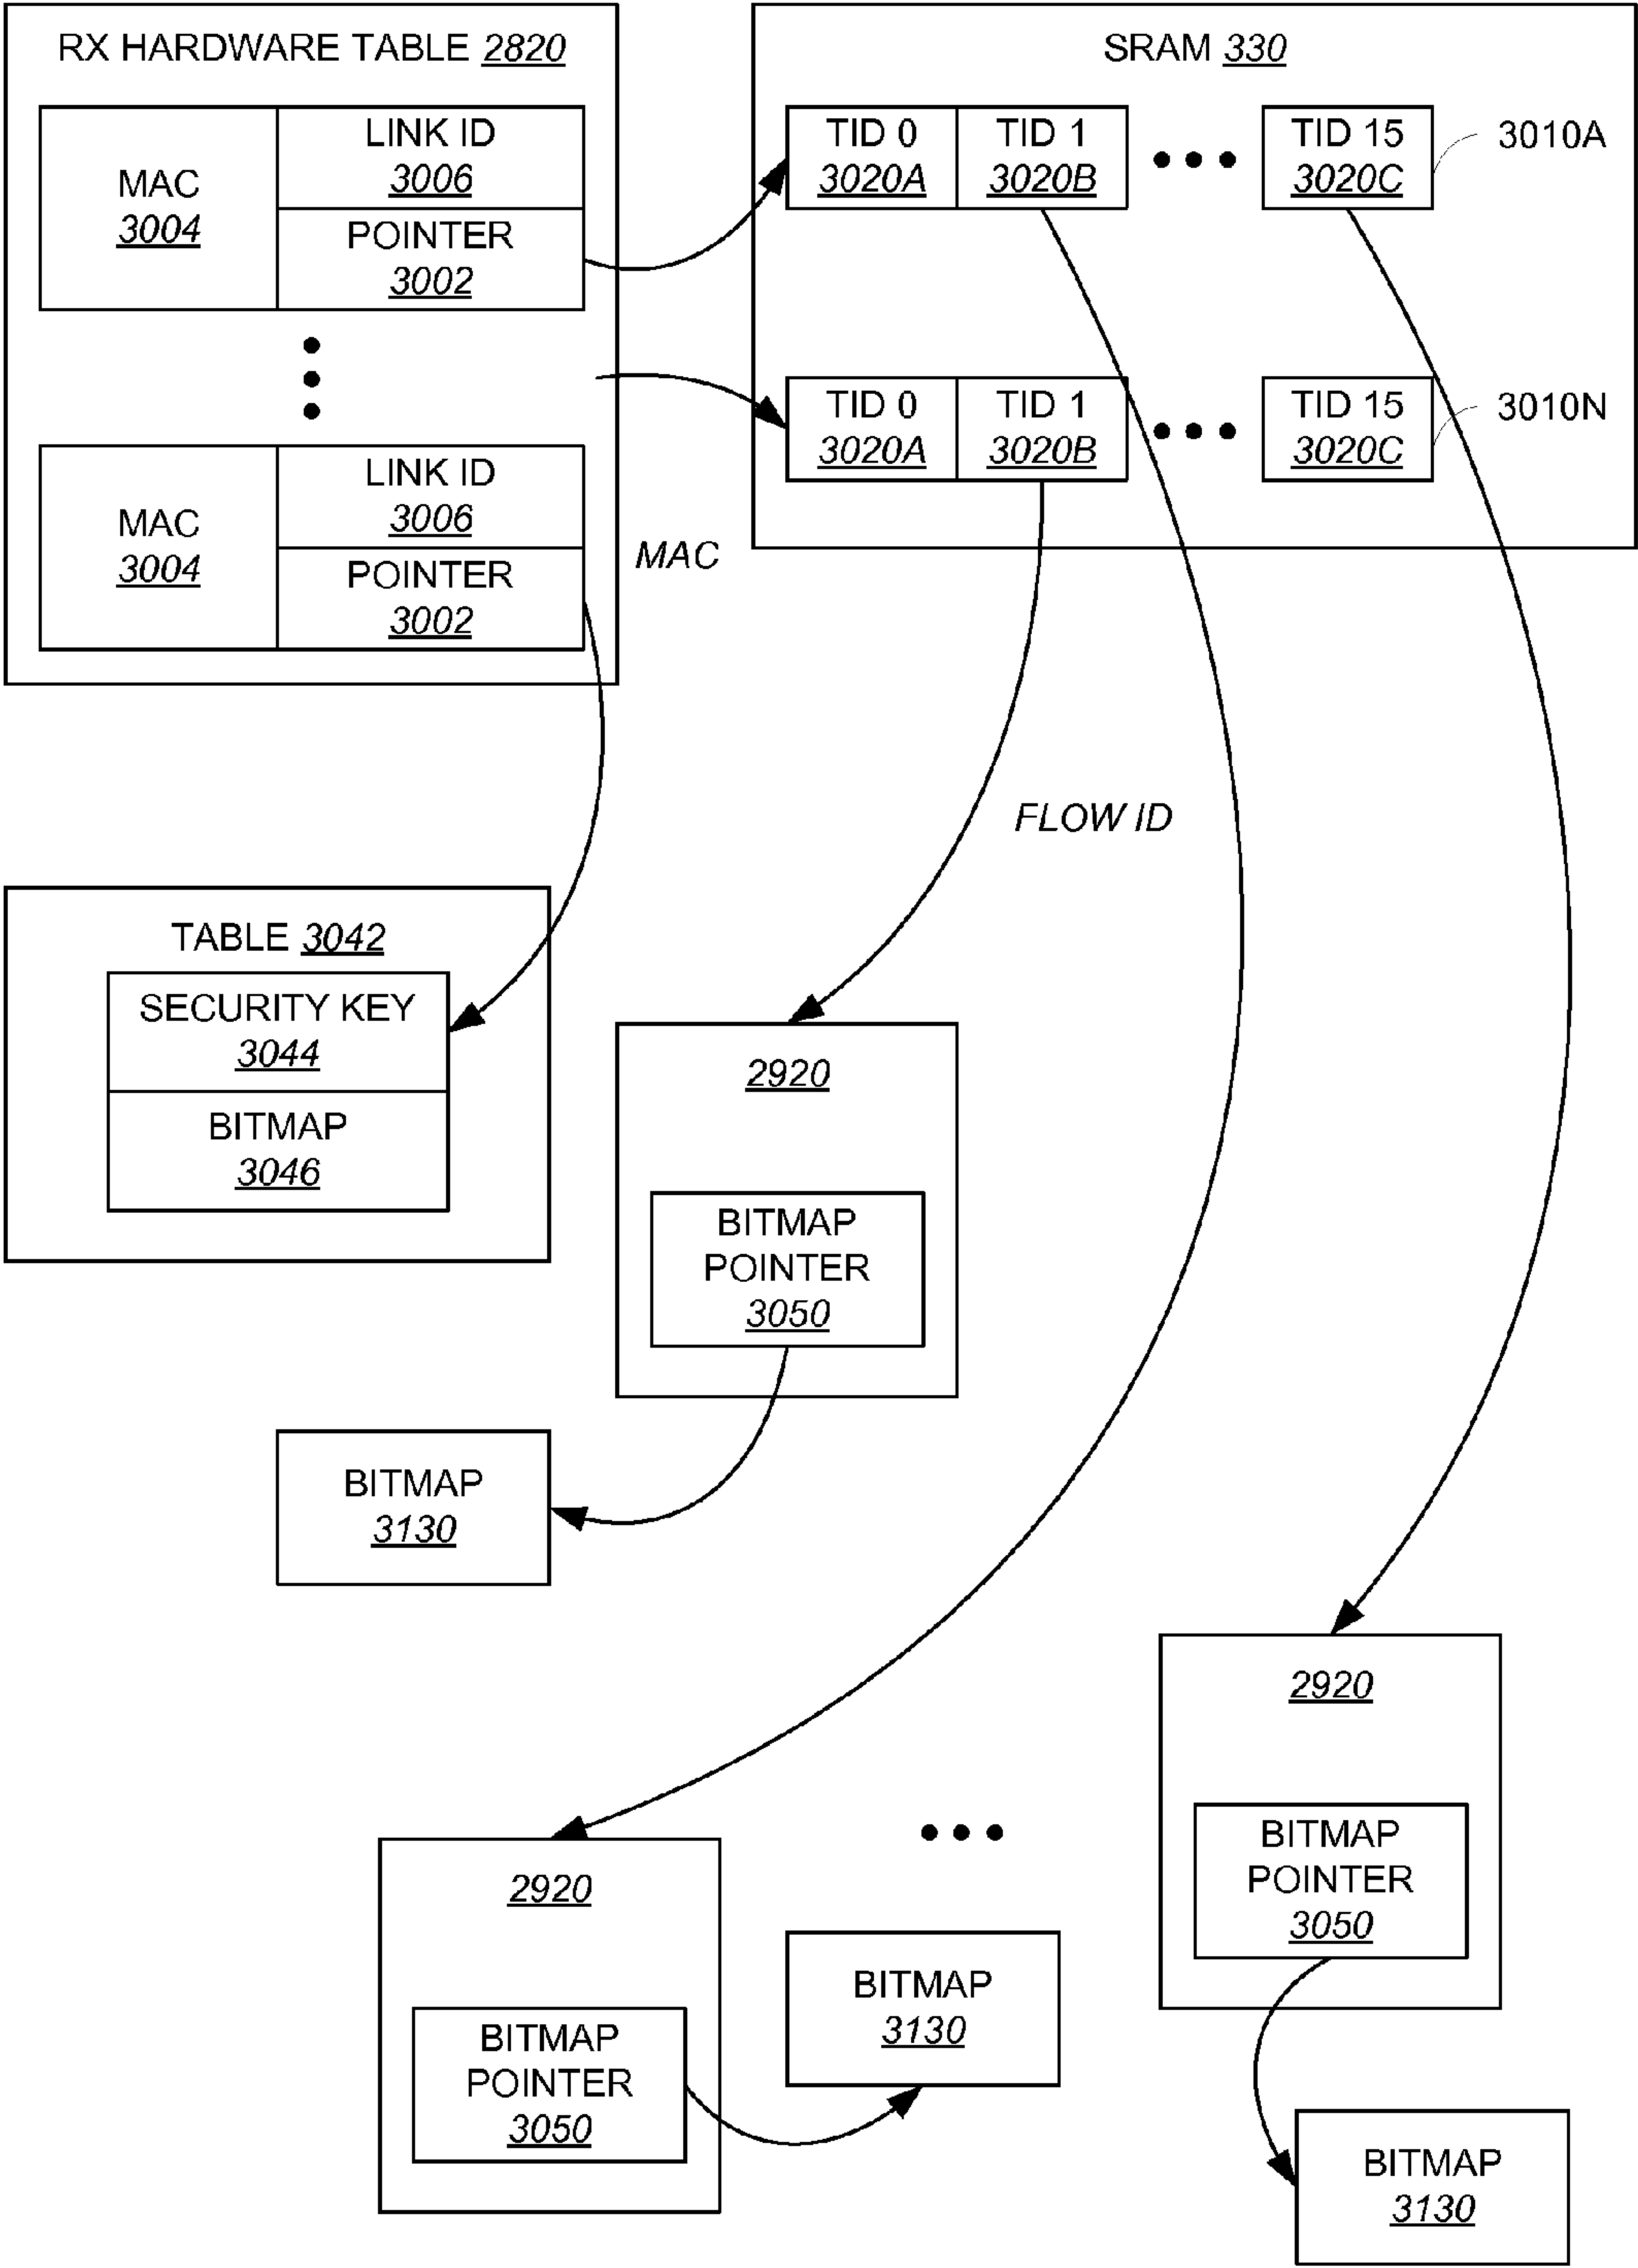 RX HARDWARE TABLE 2820
MAC
3004
LINK ID
3006
POINTER
3002
MAC
3004
LINK ID
3006
POINTER
3002
SRAM 330
TID 0
3020A
TID 1
3020B
TID 15
3020C
3010A
TID 0
3020A
TID 1
3020B
TID 15
3020C
3010N
MAC
FLOW ID
TABLE 3042
SECURITY KEY
3044
BITMAP
3046
2920
BITMAP
POINTER
3050
BITMAP
3130
2920
BITMAP
POINTER
3050
BITMAP
3130
2920
BITMAP
POINTER
3050
BITMAP
3130